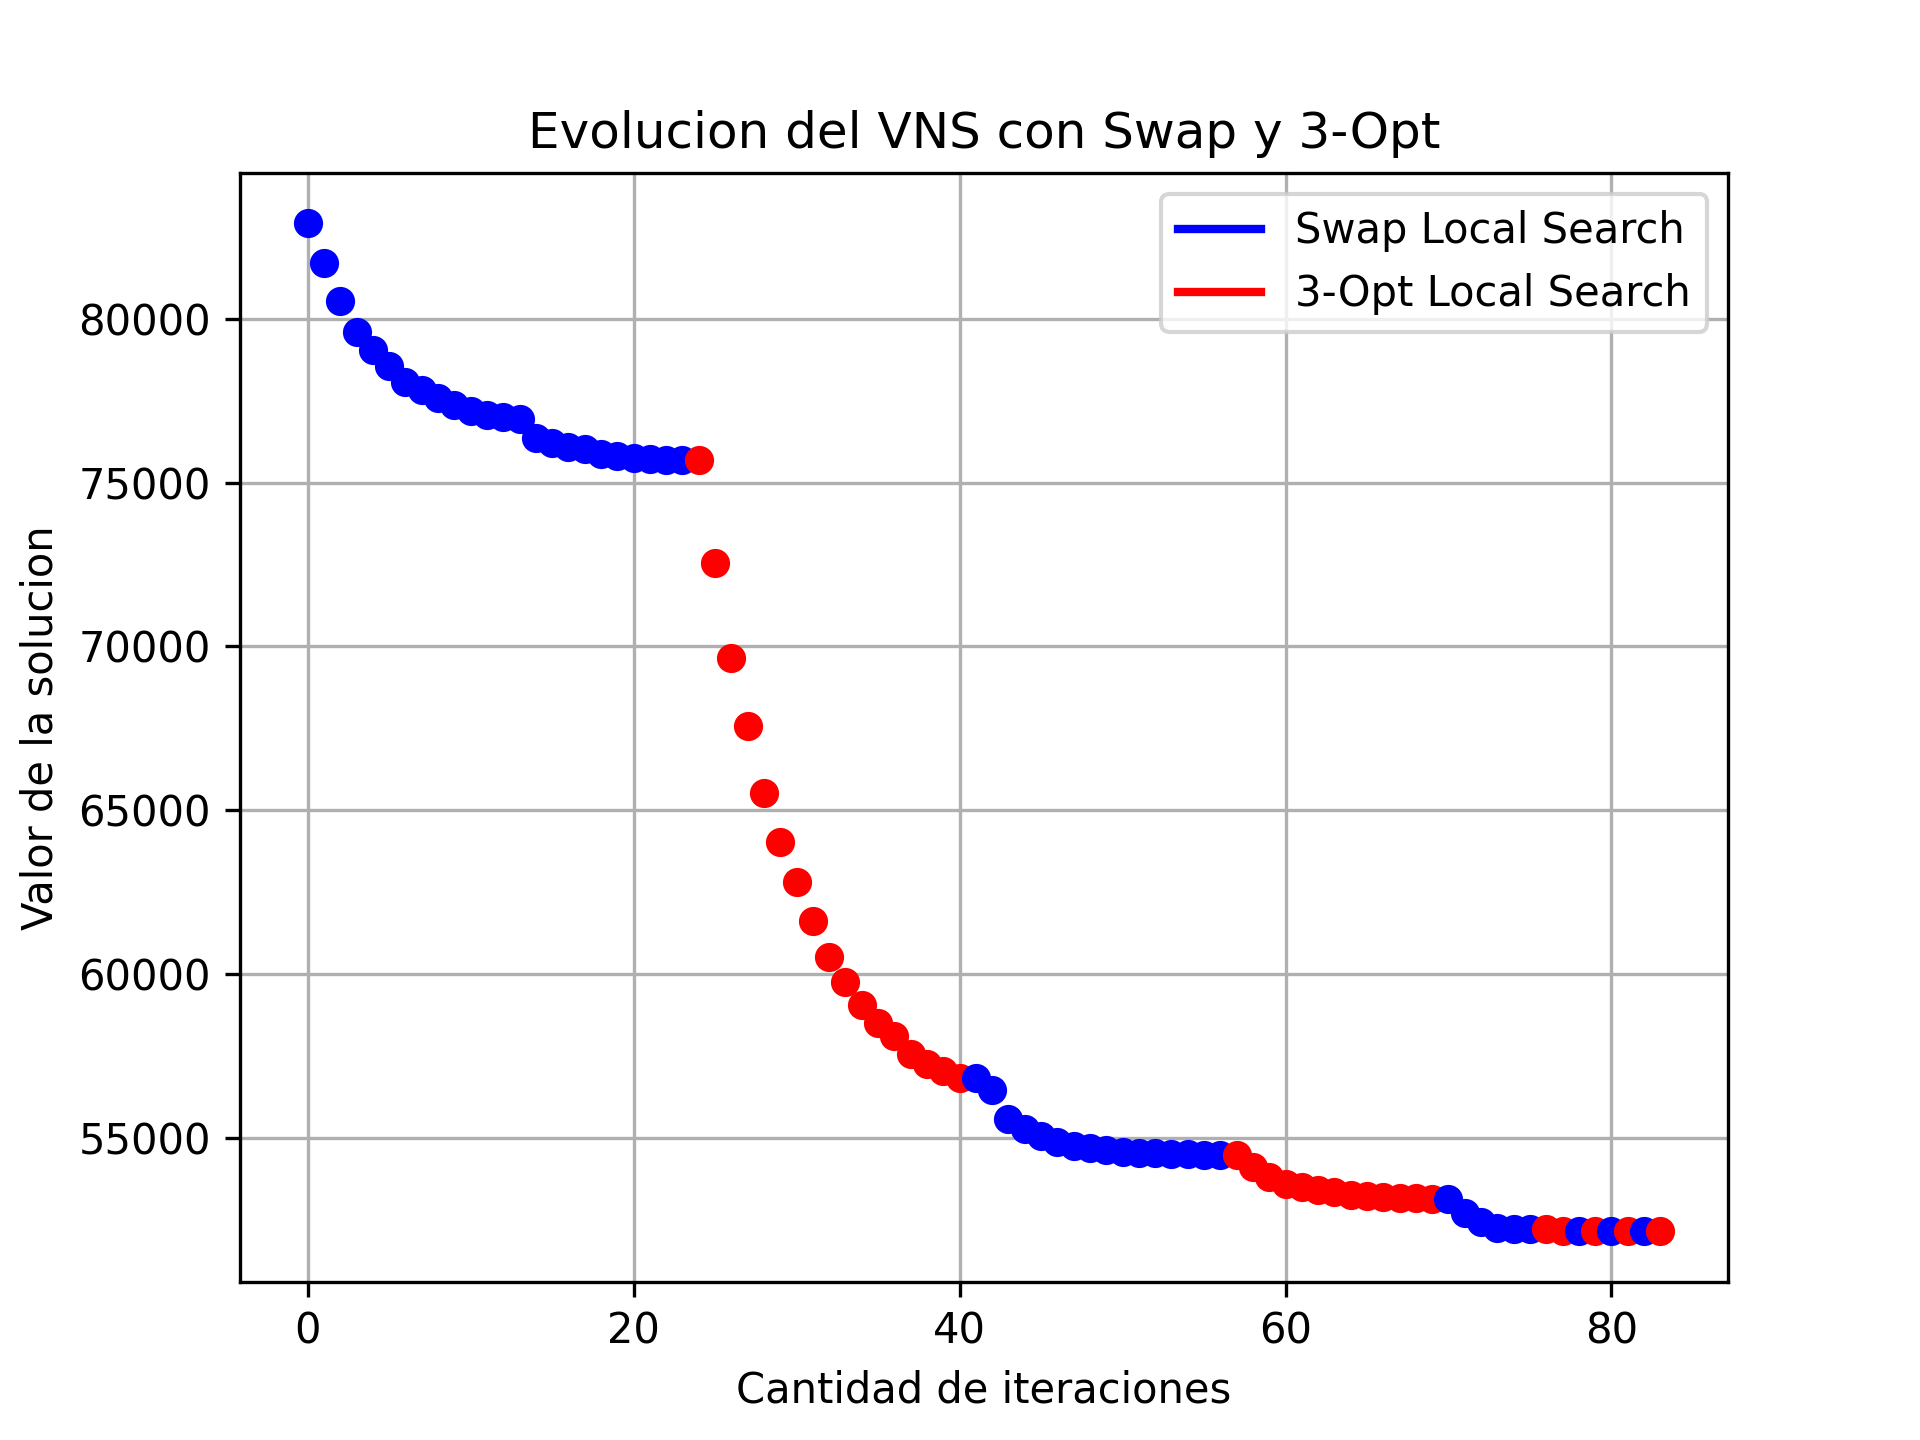 Evolucion del VNS con Swap y 3-Opt
Swap Local Search
3-Opt Local Search
Valor de la solucion
80000
75000
70000
65000
60000
55000
0 20 40 60 80
Cantidad de iteraciones